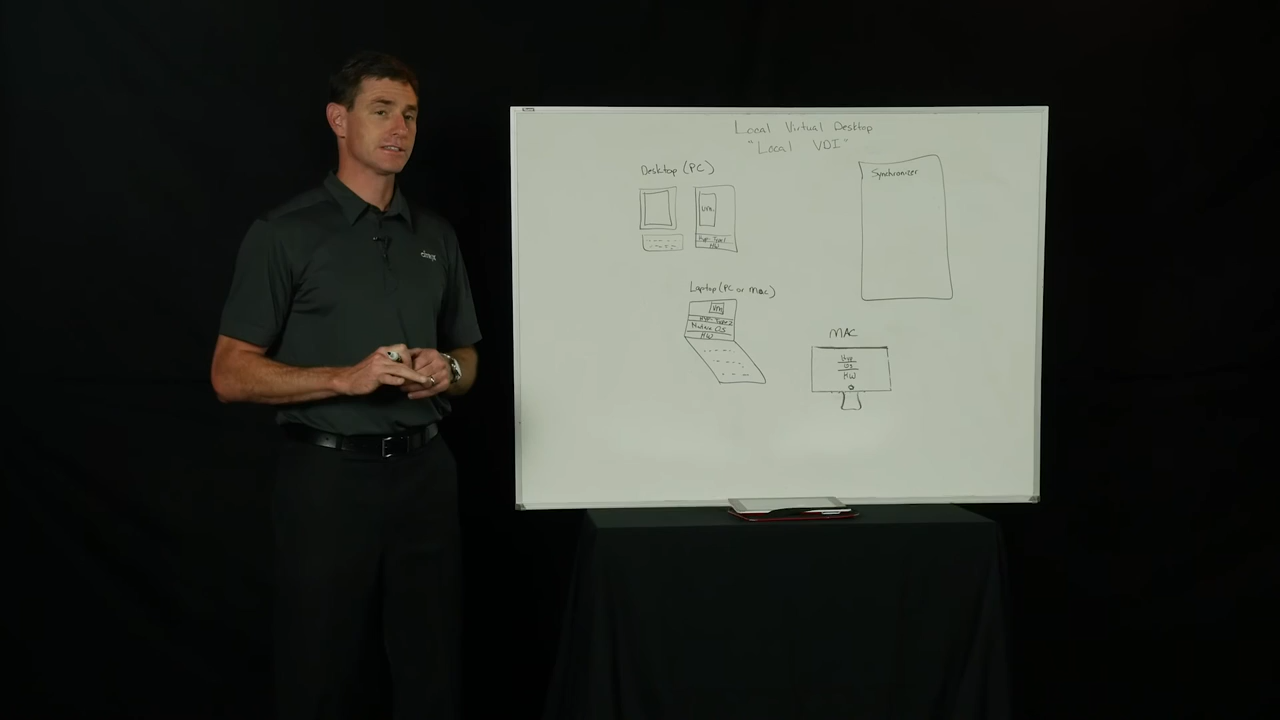 Local Virtual Desktop
"Local VDI"
Desktop (PC)
Synchronizer
VM
Hyp-Type 1
HW
Laptop (PC or Mac)
VM
Hyp-Type 2
Native OS
HW
MAC
Hyp
OS
HW
citrix